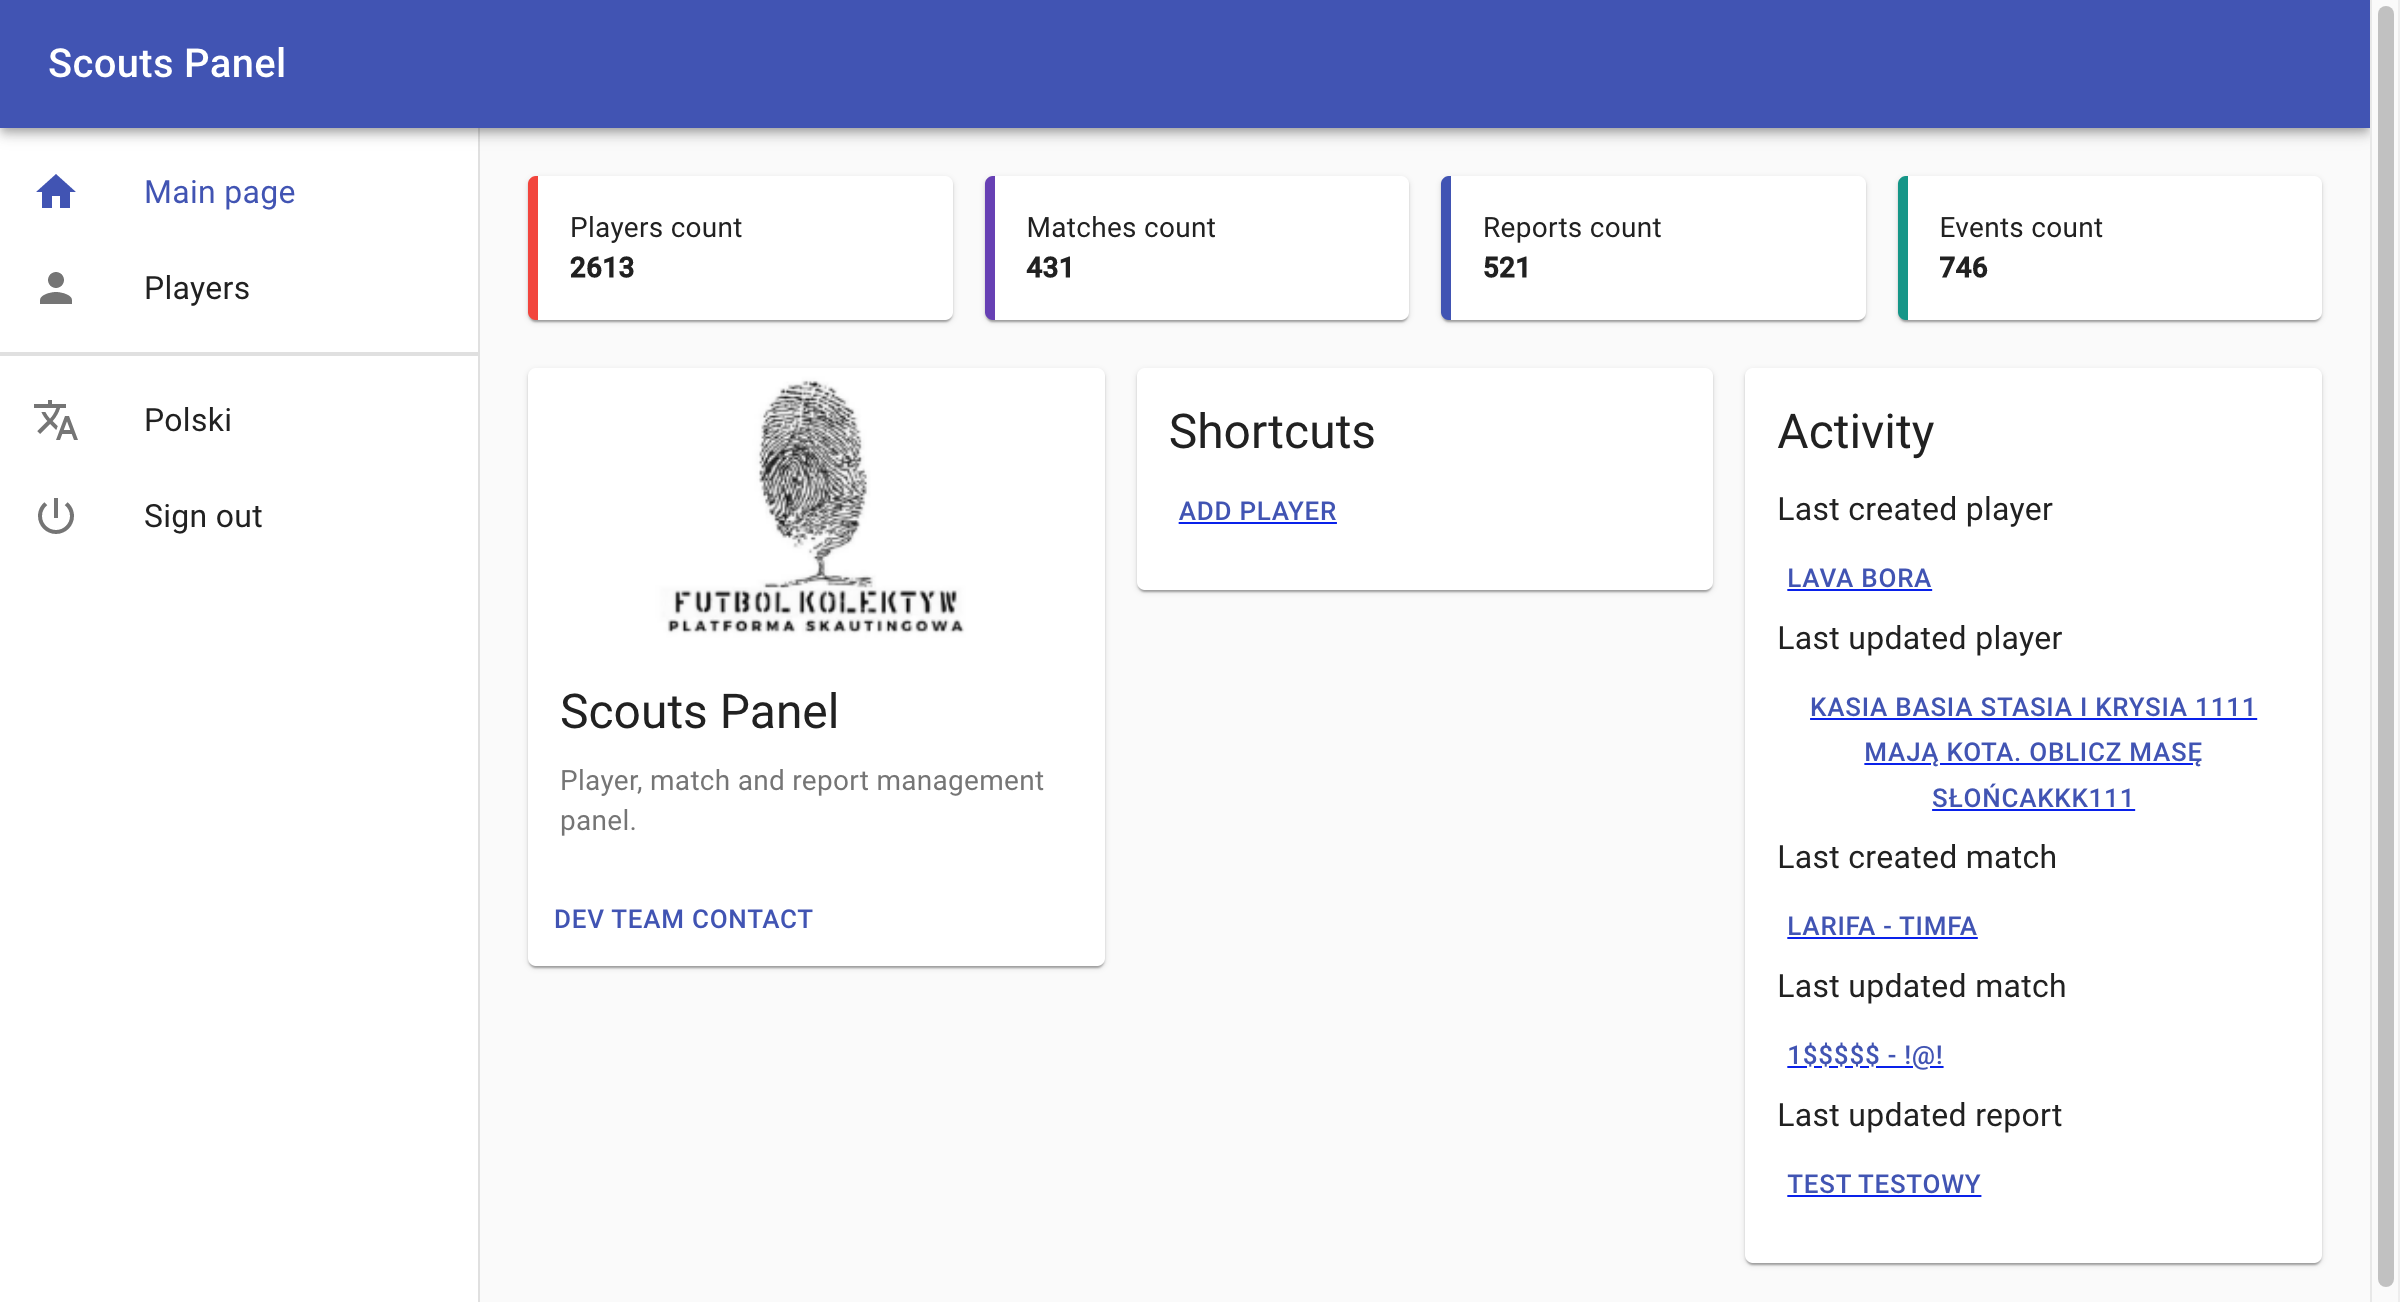 Scouts Panel
Main page
Players
Polski
Sign out
Players count
2613
Matches count
431
Reports count
521
Events count
746
FUTBOL KOLEKTYW
PLATFORMA SKAUTINGOWA
Scouts Panel
Player, match and report management
panel.
DEV TEAM CONTACT
Shortcuts
ADD PLAYER
Activity
Last created player
LAVA BORA
Last updated player
KASIA BASIA STASIA I KRYSIA 1111
MAJĄ KOTA. OBLICZ MASĘ
SŁOŃCAKKK111
Last created match
LARIFA - TIMFA
Last updated match
1$$$$$ - !@!
Last updated report
TEST TESTOWY